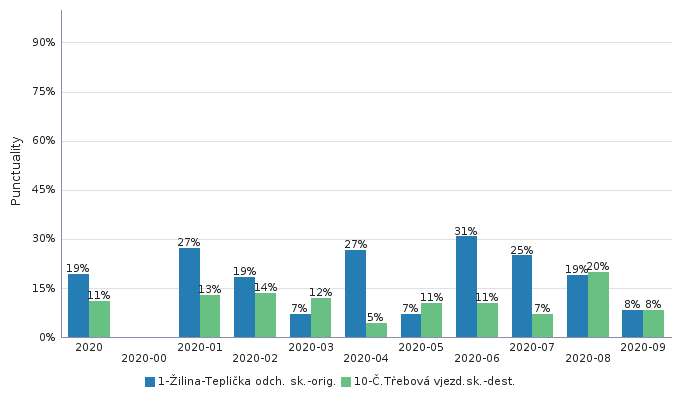 Punctuality
90%
75%
60%
45%
30%
15%
0%
19% 11% 27% 13% 19% 14% 7% 12% 27% 5% 7% 11% 31% 11% 25% 7% 19% 20% 8% 8%
2020 2020-01 2020-03 2020-05 2020-07 2020-09
2020-00 2020-02 2020-04 2020-06 2020-08
1-Žilina-Teplička odch. sk.-orig. 10-Č.Třebová vjezd.sk.-dest.